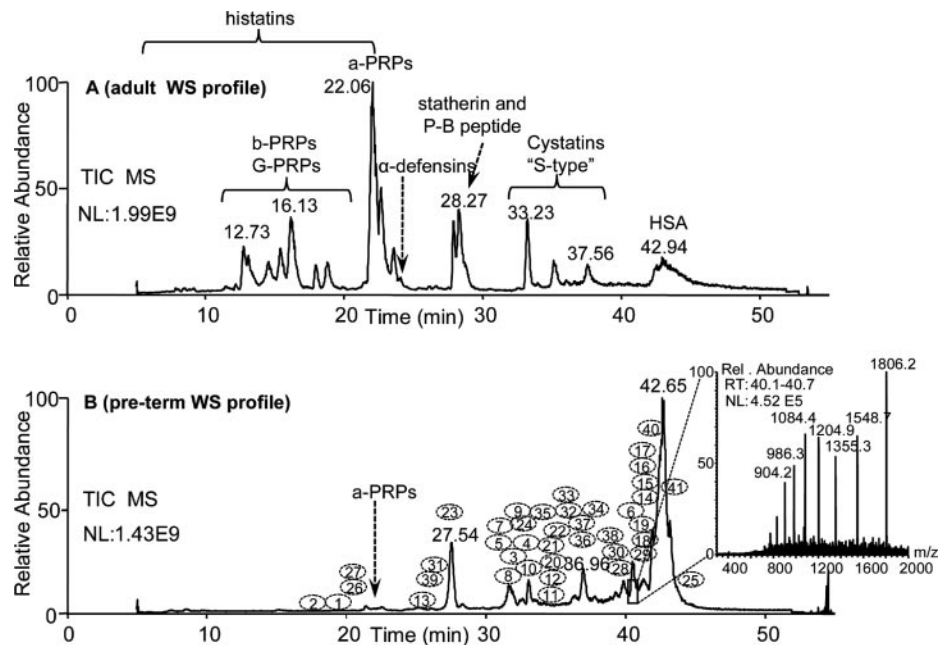 histatins
a-PRPs
A (adult WS profile)
22.06
100
statherin and
P-B peptide
b-PRPs
G-PRPs
α-defensins
Cystatins
"S-type"
Relative Abundance
TIC MS
NL:1.99E9
50
16.13
28.27
33.23
HSA
12.73
37.56
42.94
0
0 10 20 30 40 50
Time (min)
B (pre-term WS profile)
100
42.65
Rel . Abundance
RT: 40.1-40.7
NL: 4.52 E5
100
1806.2
1084.4
1548.7
1204.9
1355.3
986.3
904.2
50
0
400 800 1200 1600 2000
m/z
Relative Abundance
TIC MS
NL:1.43E9
50
a-PRPs
27.54
36.96
40
17
16
15
14
41
6
19
18
29
23
9
35
33
34
7
24
32
37
5
4
22
36
38
3
21
30
31
27
39
26
8
10
20
12
28
25
2
1
13
11
0
0 10 20 30 40 50
Time (min)